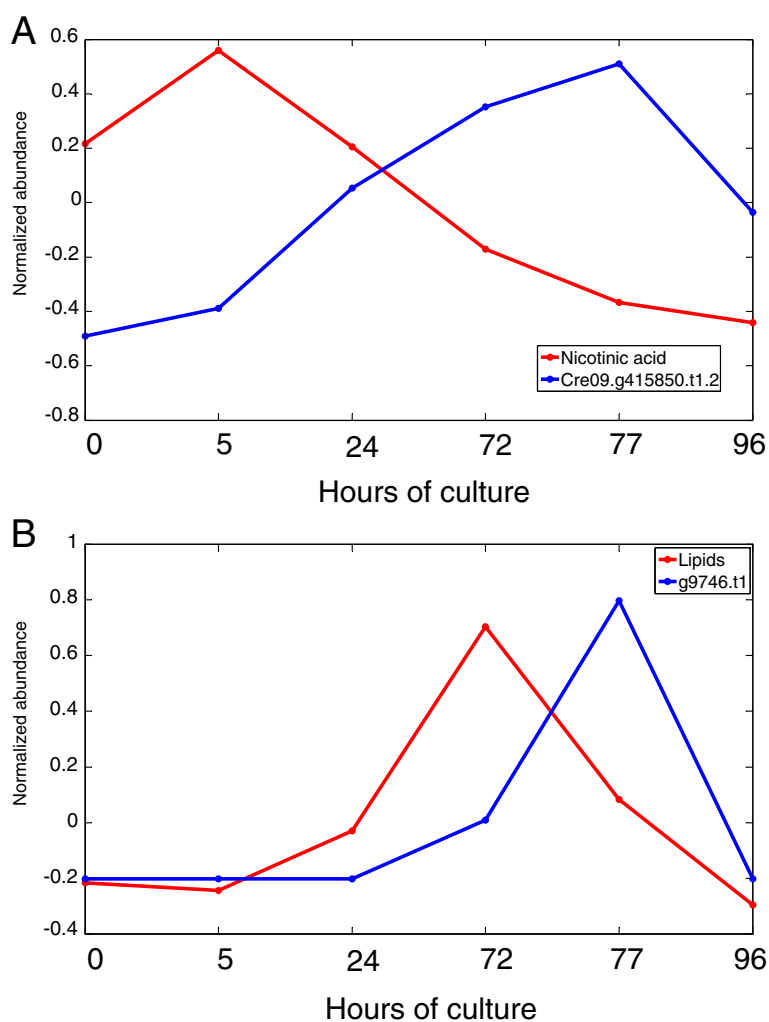 A
0.6
0.4
0.2
0
-0.2
-0.4
-0.6
-0.8
Normalized abundance
Nicotinic acid
Cre09.g415850.t1.2
0 5 24 72 77 96
Hours of culture
B
1
0.8
0.6
0.4
0.2
0
-0.2
-0.4
Normalized abundance
Lipids
g9746.t1
0 5 24 72 77 96
Hours of culture